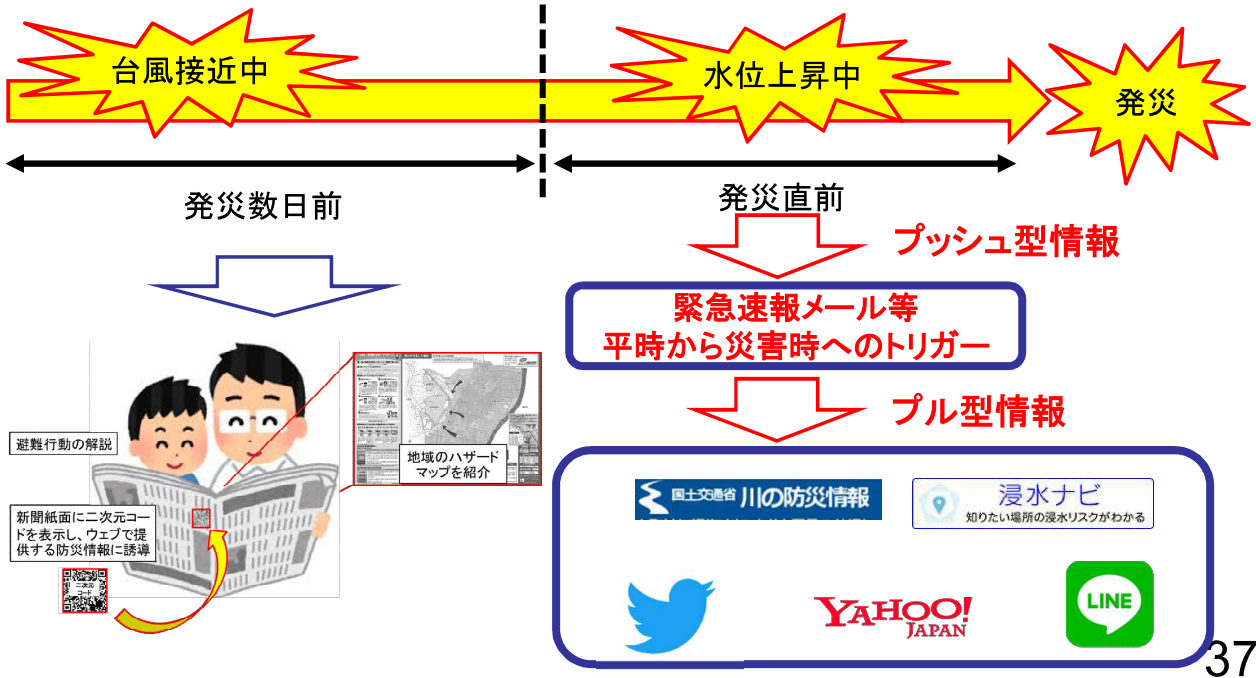 台風接近中
水位上昇中
発災
発災数日前
発災直前
プッシュ型情報
緊急速報メール等
平時から災害時へのトリガー
プル型情報
避難行動の解説
地域のハザード
マップを紹介
新聞紙面に二次元コー
ドを表示し、ウェブで提
供する防災情報に誘導
二次元
コード
国土交通省 川の防災情報
浸水ナビ
知りたい場所の浸水リスクがわかる
YAHOO!
JAPAN
LINE
37